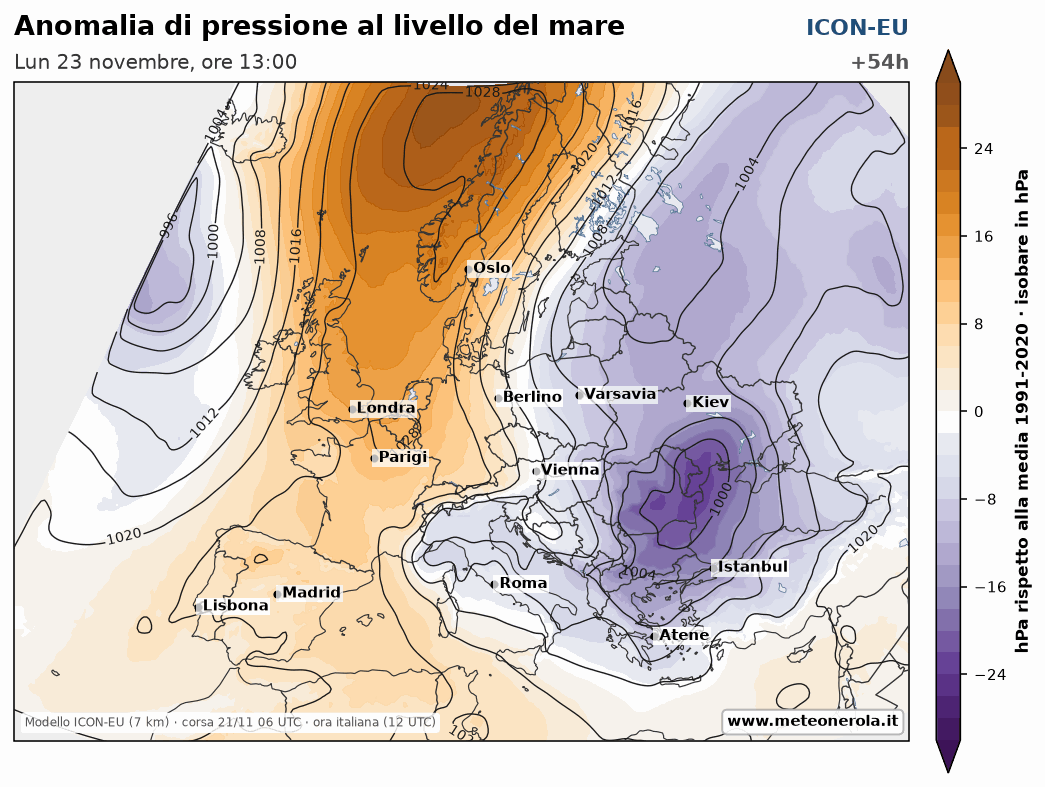 Anomalia di pressione al livello del mare
ICON-EU
Lun 23 novembre, ore 13:00
+54h
1024
1028
1004
1016
1020
1004
1012
996
1000
1008
1016
1008
Oslo
24
16
8
0
−8
−16
−24
hPa rispetto alla media 1991-2020 · isobare in hPa
Berlino
Varsavia
Kiev
Londra
1012
Parigi
Vienna
1000
1020
1020
Istanbul
1004
Roma
Madrid
Lisbona
Atene
Modello ICON-EU (7 km) · corsa 21/11 06 UTC · ora italiana (12 UTC)
www.meteonerola.it